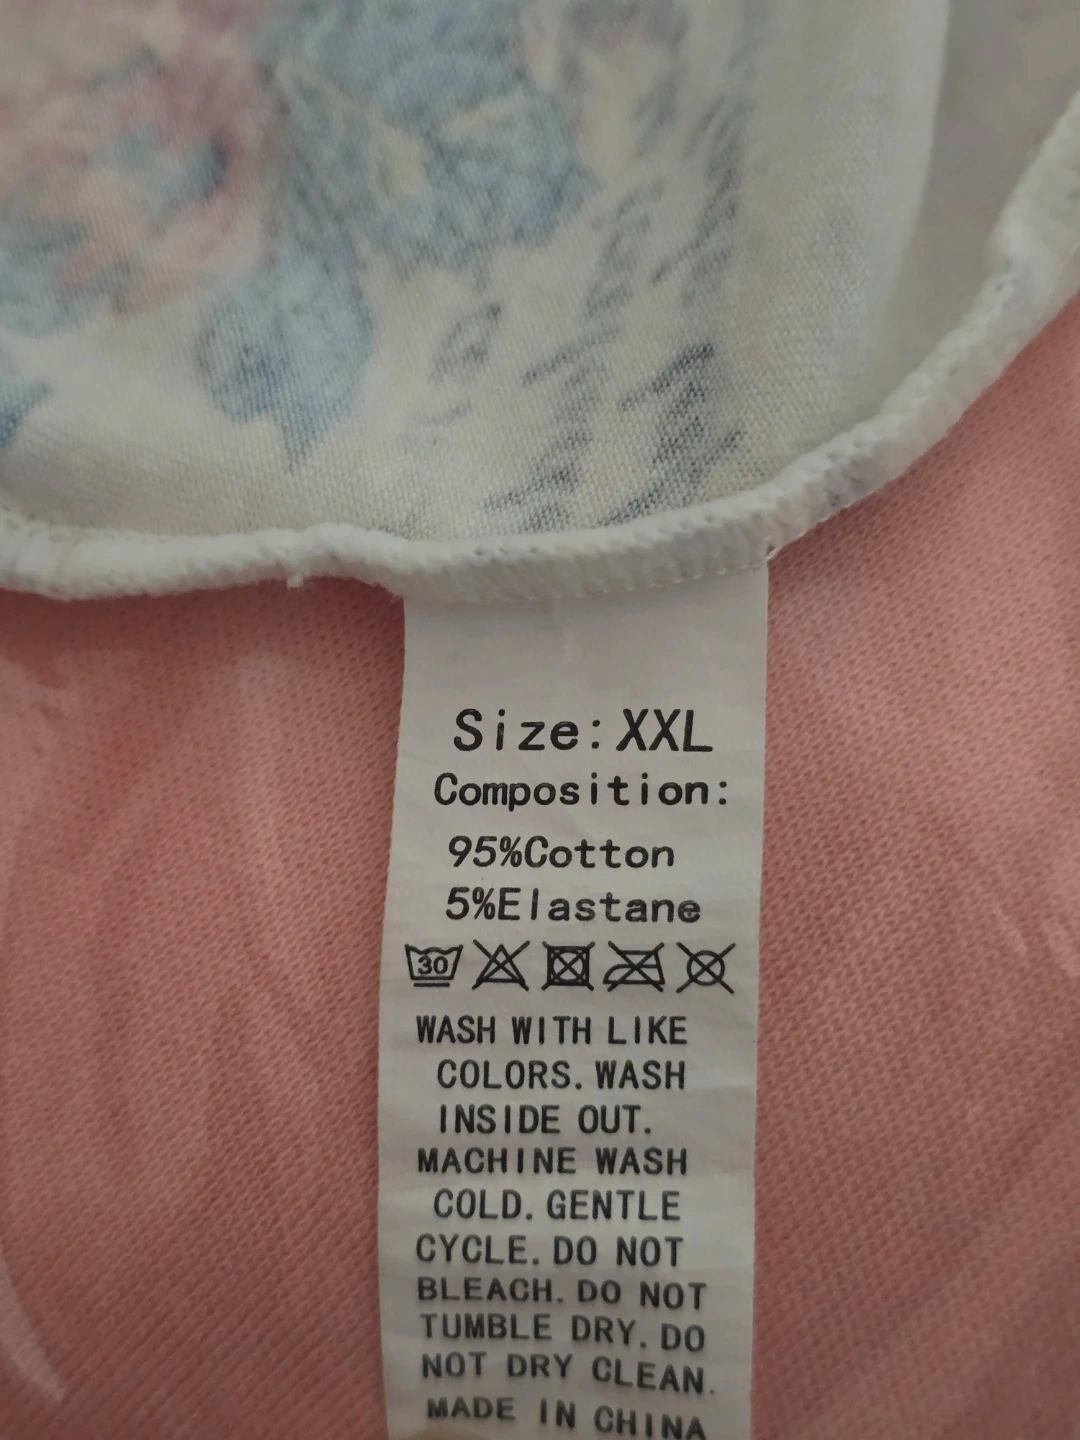 Size: XXL
Composition:
95%Cotton
5%Elastane
30
WASH WITH LIKE
COLORS. WASH
INSIDE OUT.
MACHINE WASH
COLD. GENTLE
CYCLE. DO NOT
BLEACH. DO NOT
TUMBLE DRY. DO
NOT DRY CLEAN.
MADE IN CHINA